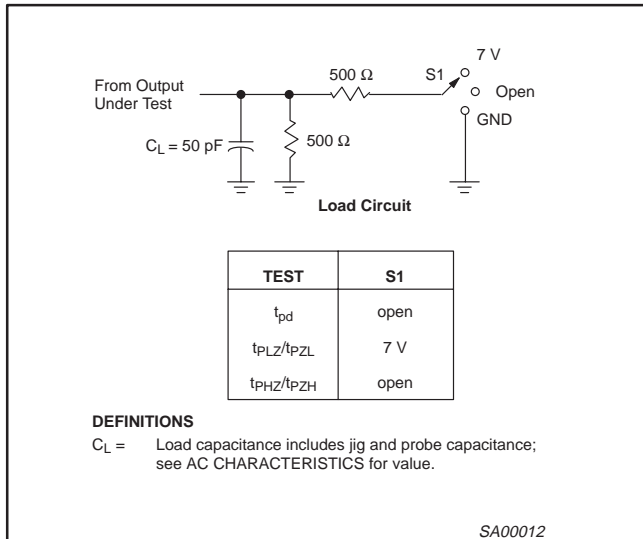 7 V
500 Ω
S1
From Output
Under Test
Open
GND
C_L = 50 pF
500 Ω
Load Circuit
TEST S1
t_pd open
t_PLZ/t_PZL 7 V
t_PHZ/t_PZH open
DEFINITIONS
C_L = Load capacitance includes jig and probe capacitance;
see AC CHARACTERISTICS for value.
SA00012